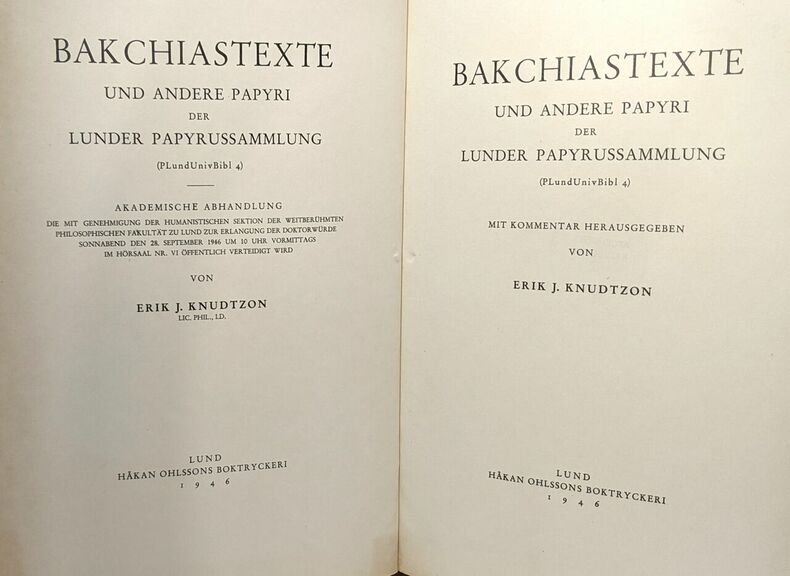 BAKCHIASTEXTE
UND ANDERE PAPYRI
DER
LUNDER PAPYRUSSAMMLUNG
(PLundUnivBibl 4)
AKADEMISCHE ABHANDLUNG
DIE MIT GENEHMIGUNG DER HUMANISTISCHEN SEKTION DER WEITBERÜHMTEN
PHILOSOPHISCHEN FAKULTÄT ZU LUND ZUR ERLANGUNG DER DOKTORWÜRDE
SONNABEND DEN 28. SEPTEMBER 1946 UM 10 UHR VORMITTAGS
IM HÖRSAAL NR. VI ÖFFENTLICH VERTEIDIGT WIRD
VON
ERIK J. KNUDTZON
LIC. PHIL., LD.
LUND
HÅKAN OHLSSONS BOKTRYCKERI
1946
BAKCHIASTEXTE
UND ANDERE PAPYRI
DER
LUNDER PAPYRUSSAMMLUNG
(PLundUnivBibl 4)
MIT KOMMENTAR HERAUSGEGEBEN
VON
ERIK J. KNUDTZON
LUND
HÅKAN OHLSSONS BOKTRYCKERI
1946